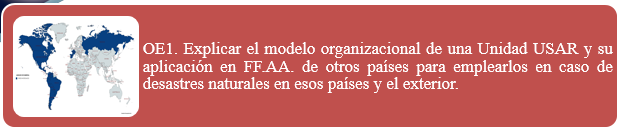 OE1. Explicar el modelo organizacional de una Unidad USAR y su
aplicación en FF.AA. de otros países para emplearlos en caso de
desastres naturales en esos países y el exterior.